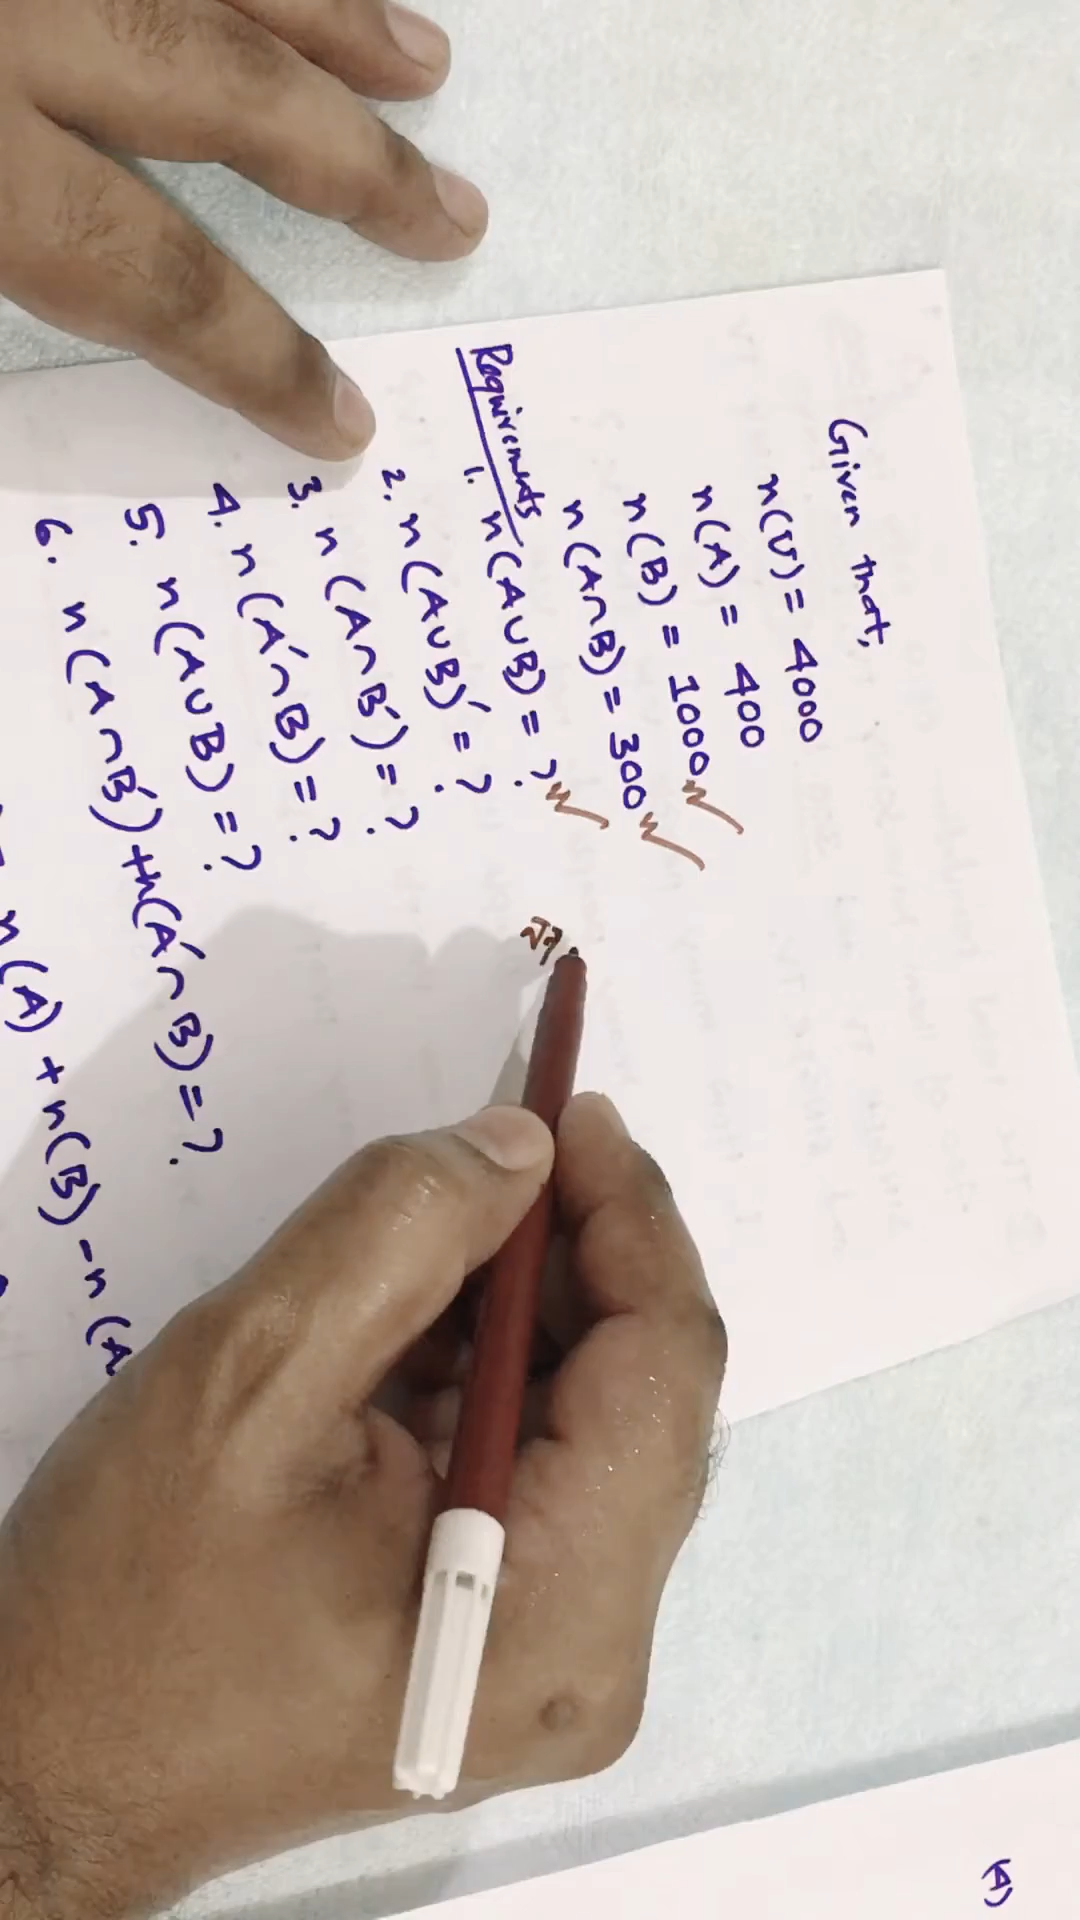 Given that,
n(U) = 4000
n(A) = 400
n(B) = 1000
n(A∩B) = 300
Requirements
1. n(A∪B) = ?
2. n(A∪B)′ = ?
3. n(A∩B′) = ?
4. n(A′∩B) = ?
5. n(A∪B) = ?
6. n(A∩B′) + n(A′∩B) = ?
n(A) + n(B) - n(A
A)